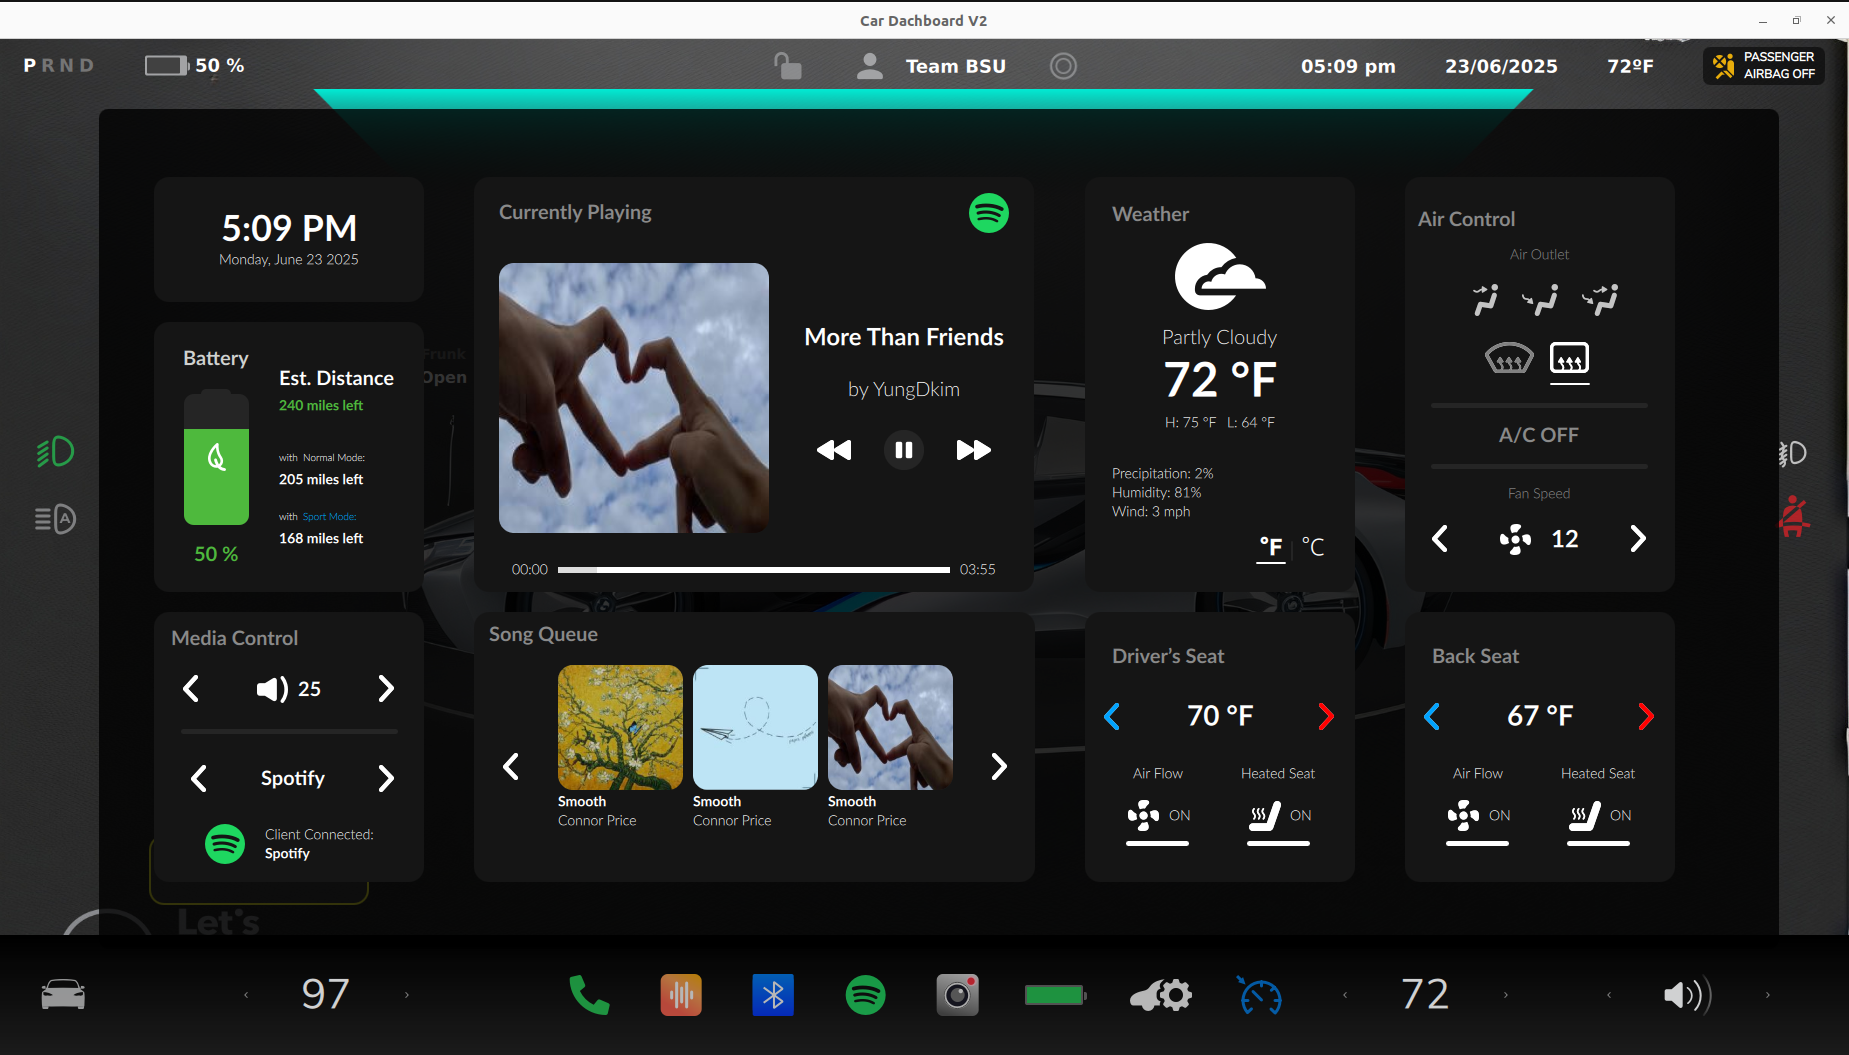 Car Dachboard V2
P R N D
50 %
Team BSU
05:09 pm
23/06/2025
72ºF
PASSENGER
AIRBAG OFF
5:09 PM
Monday, June 23 2025
Battery
Est. Distance
240 miles left
with Normal Mode:
205 miles left
with Sport Mode:
168 miles left
50 %
Frunk
Open
Currently Playing
More Than Friends
by YungDkim
00:00
03:55
Weather
Partly Cloudy
72 °F
H: 75 °F L: 64 °F
Precipitation: 2%
Humidity: 81%
Wind: 3 mph
°F | °C
Air Control
Air Outlet
A/C OFF
Fan Speed
12
A
Media Control
25
Spotify
Client Connected:
Spotify
Song Queue
Smooth
Connor Price
Smooth
Connor Price
Smooth
Connor Price
Driver's Seat
70 °F
Air Flow
Heated Seat
ON
ON
Back Seat
67 °F
Air Flow
Heated Seat
ON
ON
Let's
97
72